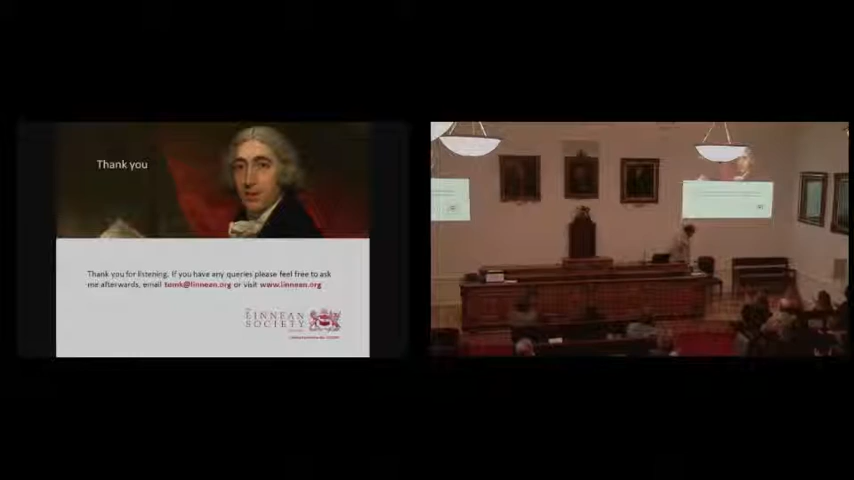 Thank you
Thank you for listening. If you have any queries please feel free to ask
me afterwards, email tomk@linnean.org or visit www.linnean.org
THE
LINNEAN
SOCIETY